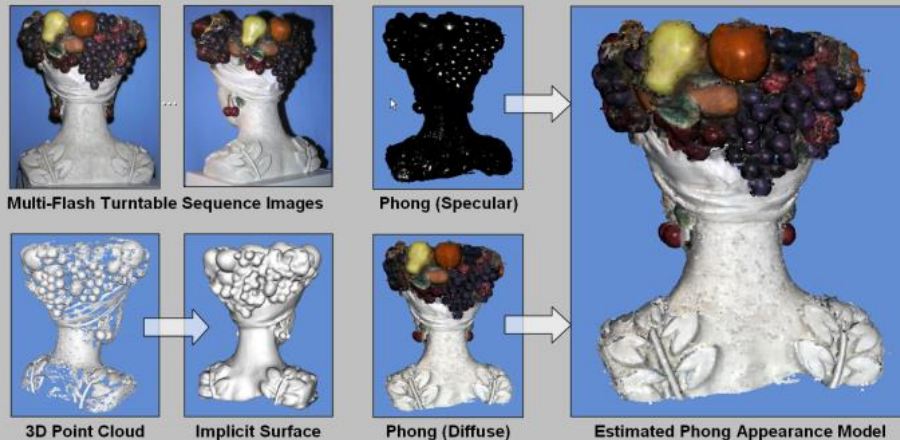 ...
Multi-Flash Turntable Sequence Images
Phong (Specular)
3D Point Cloud
Implicit Surface
Phong (Diffuse)
Estimated Phong Appearance Model